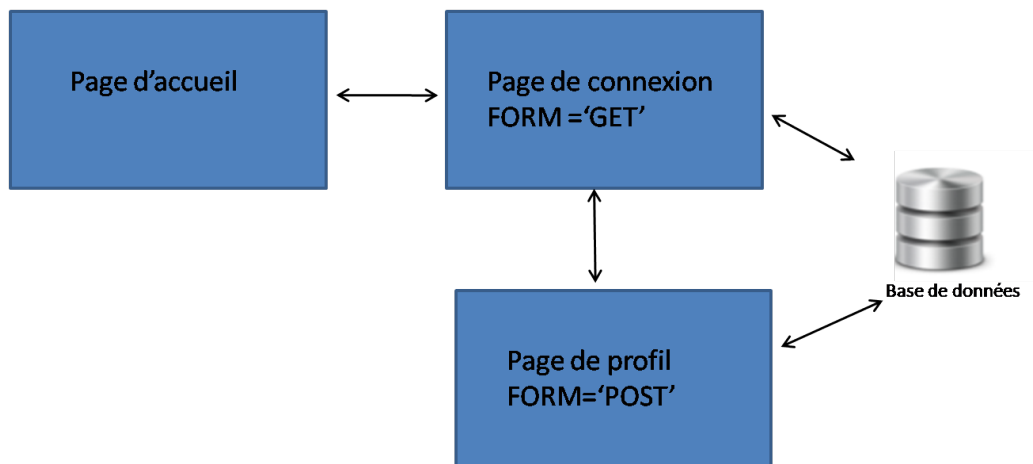 Page d’accueil
Page de connexion
FORM =‘GET’
Base de données
Page de profil
FORM=‘POST’